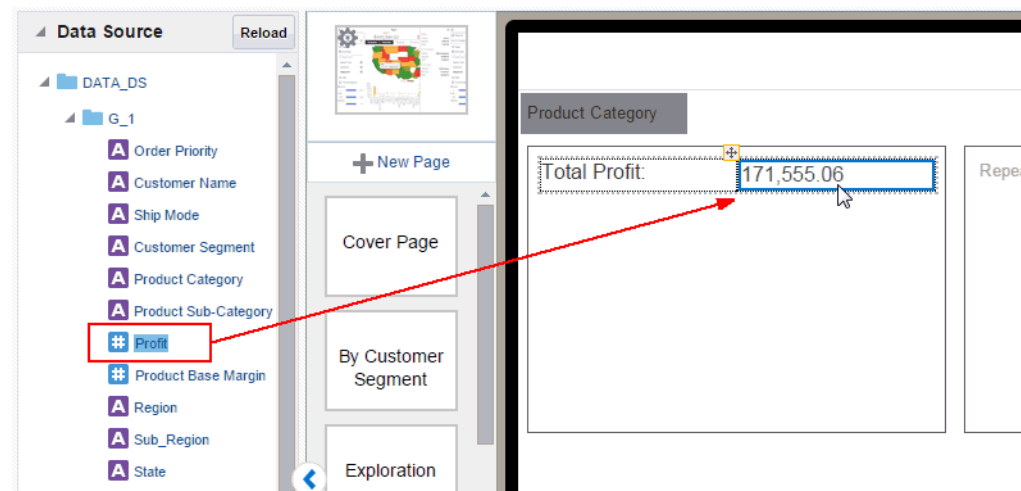 Data Source
Reload
DATA_DS
G_1
A Order Priority
A Customer Name
A Ship Mode
A Customer Segment
A Product Category
A Product Sub-Category
# Profit
# Product Base Margin
A Region
A Sub_Region
A State
New Page
Cover Page
By Customer
Segment
Exploration
Product Category
Total Profit: 171,555.06